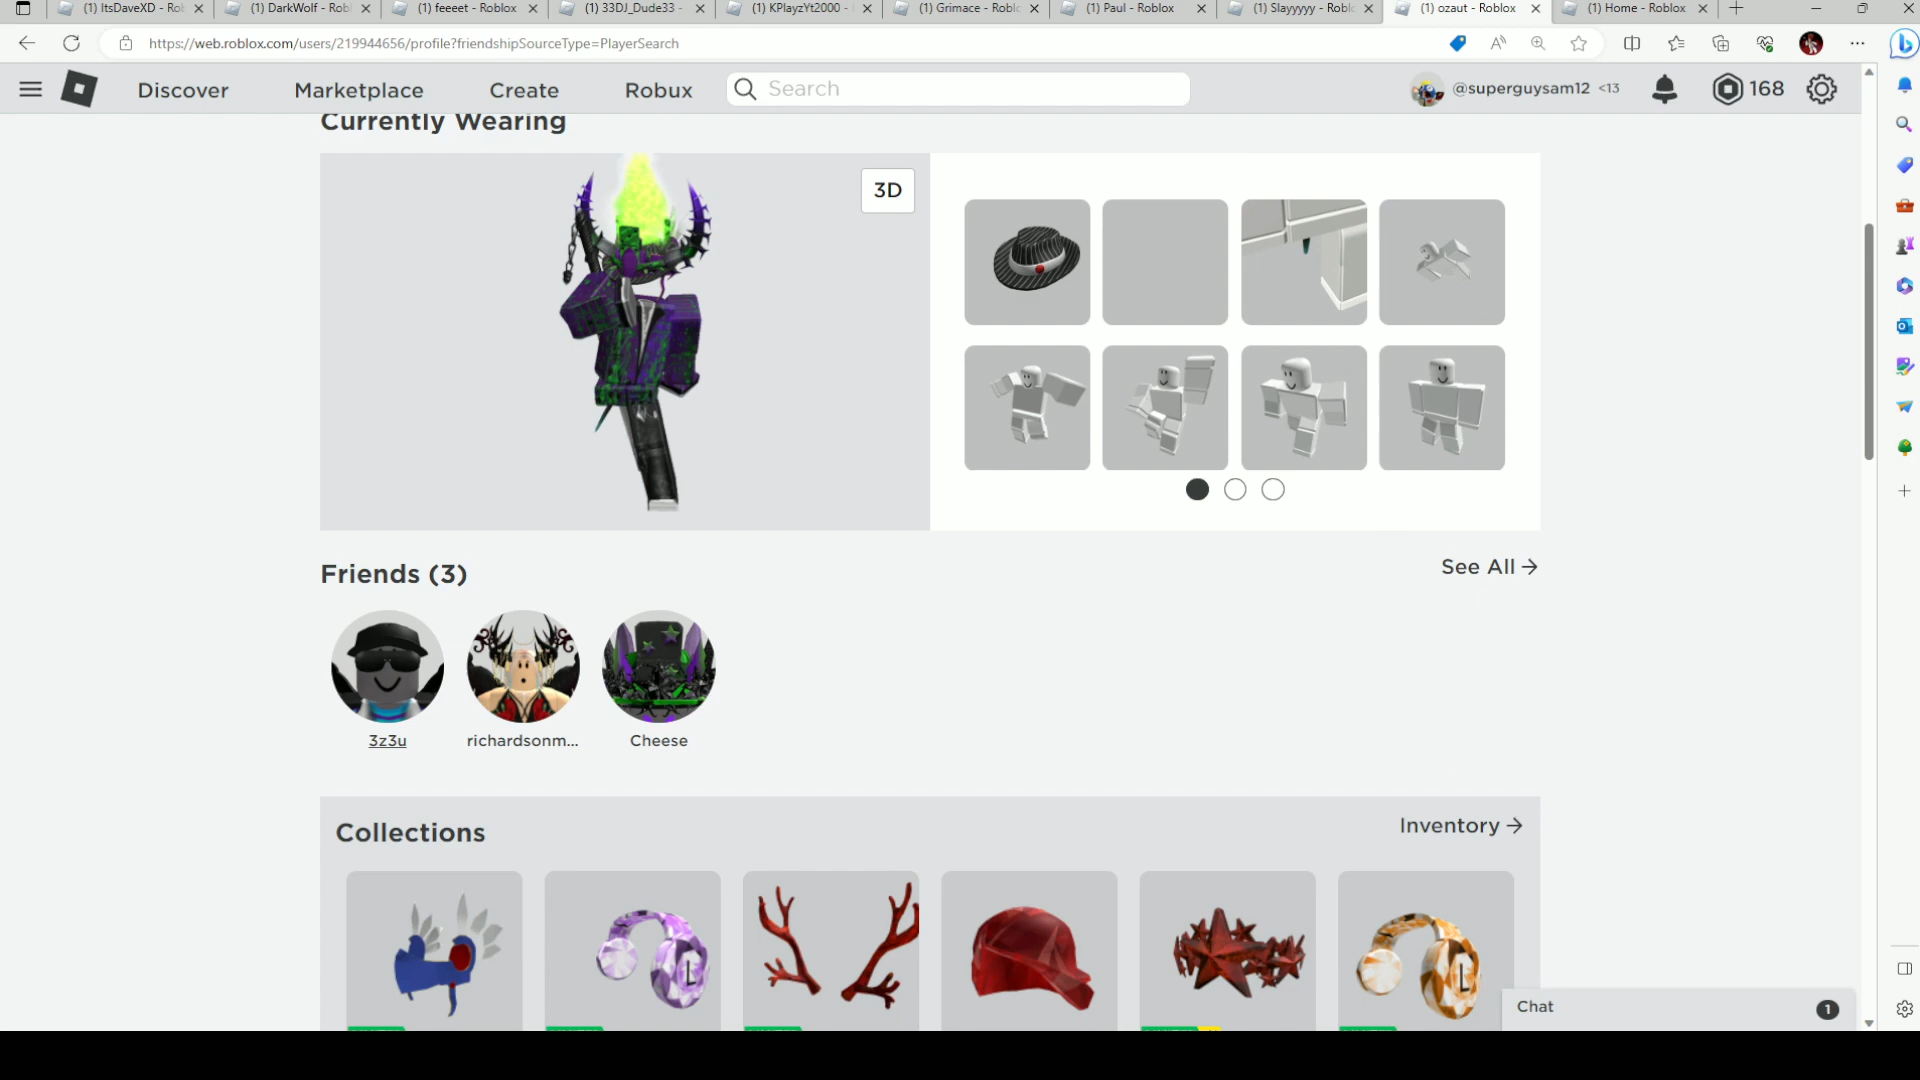 (1) ItsDaveXD - Rob
(1) DarkWolf - Robl
(1) feeeet - Roblox
(1) 33DJ_Dude33 -
(1) KPlayzYt2000 -
(1) Grimace - Roblo
(1) Paul - Roblox
(1) Slayyyyy - Roblo
(1) ozaut - Roblox
(1) Home - Roblox
https://web.roblox.com/users/219944656/profile?friendshipSourceType=PlayerSearch
Discover
Marketplace
Create
Robux
Search
@superguysam12 <13
168
Currently Wearing
3D
Friends (3)
See All
3z3u
richardsonm...
Cheese
Collections
Inventory
L
L
Chat
1